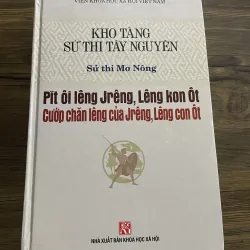 VIỆN KHOA HỌC XÃ HỘI VIỆT NAM
KHO TÀNG
SỬ THI TÂY NGUYÊN
Sử thi Mơ Nông
Pĭt ôi lêng Jrêng, Lêng kon Ôt
Cướp chăn lêng của Jrêng, Lêng con Ôt
NHÀ XUẤT BẢN KHOA HỌC XÃ HỘI